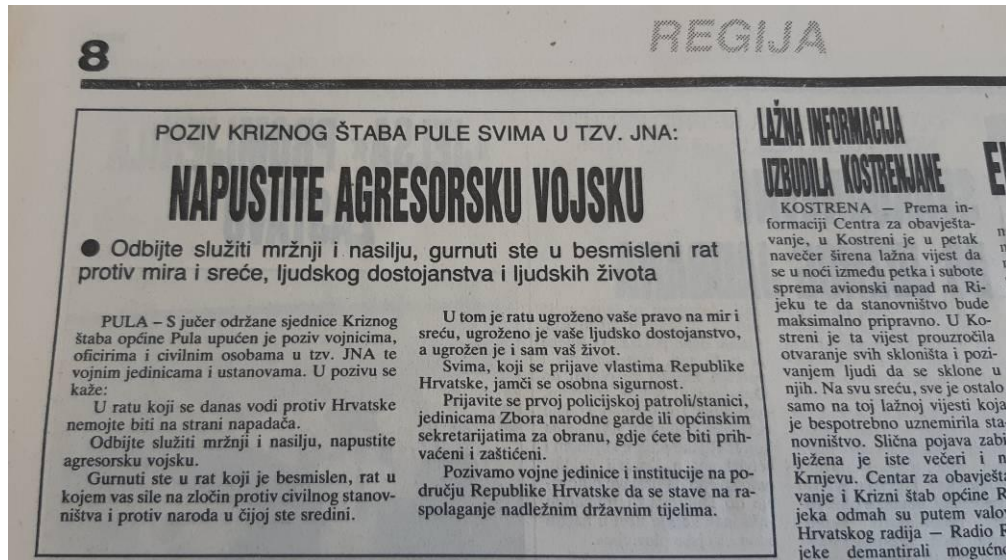 8
REGIJA
POZIV KRIZNOG ŠTABA PULE SVIMA U TZV. JNA:
NAPUSTITE AGRESORSKU VOJSKU
● Odbijte služiti mržnji i nasilju, gurnuti ste u besmisleni rat
protiv mira i sreće, ljudskog dostojanstva i ljudskih života
PULA – S jučer održane sjednice Kriznog
štaba općine Pula upućen je poziv vojnicima,
oficirima i civilnim osobama u tzv. JNA te
vojnim jedinicama i ustanovama. U pozivu se
kaže:
U ratu koji se danas vodi protiv Hrvatske
nemojte biti na strani napadača.
Odbijte služiti mržnji i nasilju, napustite
agresorsku vojsku.
Gurnuti ste u rat koji je besmislen, rat u
kojem vas sile na zločin protiv civilnog stanov-
ništva i protiv naroda u čijoj ste sredini.
U tom je ratu ugroženo vaše pravo na mir i
sreću, ugroženo je vaše ljudsko dostojanstvo,
a ugrožen je i sam vaš život.
Svima, koji se prijave vlastima Republike
Hrvatske, jamči se osobna sigurnost.
Prijavite se prvoj policijskoj patroli/stanici,
jedinicama Zbora narodne garde ili općinskim
sekretarijatima za obranu, gdje ćete biti prih-
vaćeni i zaštićeni.
Pozivamo vojne jedinice i institucije na po-
dručju Republike Hrvatske da se stave na ra-
spolaganje nadležnim državnim tijelima.
LAŽNA INFORMACIJA
UZBUDILA KOSTRENJANE
KOSTRENA – Prema in-
formaciji Centra za obavješta-
vanje, u Kostreni je u petak
navečer širena lažna vijest da
se u noći između petka i subote
sprema avionski napad na Ri-
jeku te da stanovništvo bude
maksimalno pripravno. U Ko-
streni je ta vijest prouzročila
otvaranje svih skloništa i pozi-
vanjem ljudi da se sklone u
njih. Na svu sreću, sve je ostalo
samo na toj lažnoj vijesti koja
je bespotrebno uznemirila sta-
novništvo. Slična pojava zabi
lježena je iste večeri i n
Krnjevu. Centar za obavješta
vanje i Krizni štab općine R
jeka odmah su putem valov
Hrvatskog radija – Radio R
jeke demantirali mogućno